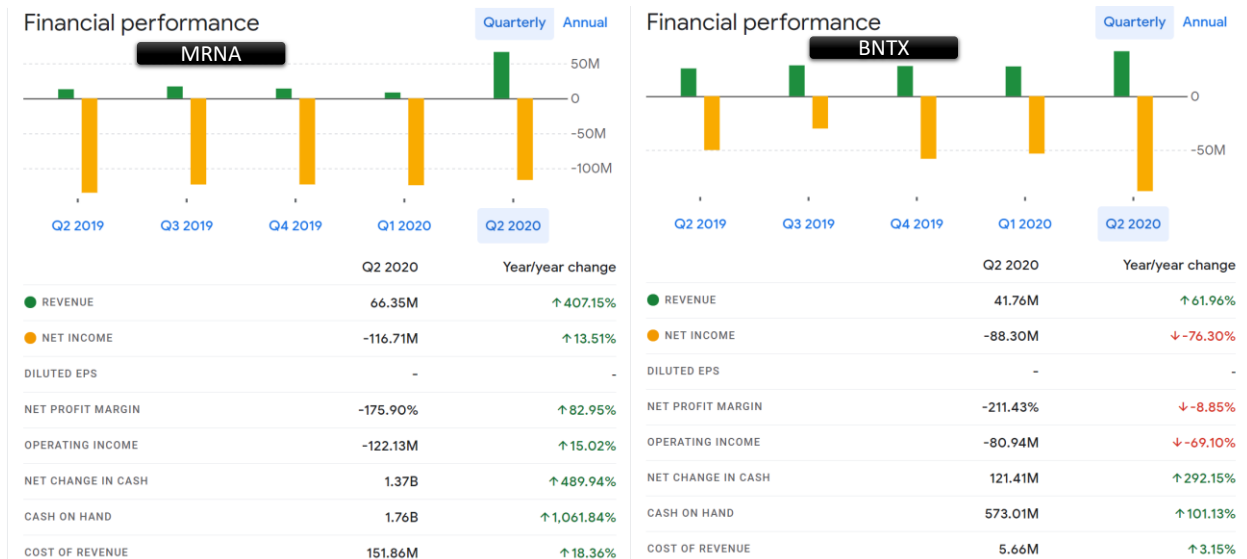 Financial performance Quarterly Annual
MRNA
50M
0
-50M
-100M
Q2 2019 Q3 2019 Q4 2019 Q1 2020 Q2 2020
Q2 2020 Year/year change
REVENUE 66.35M ↑407.15%
NET INCOME -116.71M ↑13.51%
DILUTED EPS - -
NET PROFIT MARGIN -175.90% ↑82.95%
OPERATING INCOME -122.13M ↑15.02%
NET CHANGE IN CASH 1.37B ↑489.94%
CASH ON HAND 1.76B ↑1,061.84%
COST OF REVENUE 151.86M ↑18.36%
Financial performance Quarterly Annual
BNTX
0
-50M
Q2 2019 Q3 2019 Q4 2019 Q1 2020 Q2 2020
Q2 2020 Year/year change
REVENUE 41.76M ↑61.96%
NET INCOME -88.30M ↓-76.30%
DILUTED EPS - -
NET PROFIT MARGIN -211.43% ↓-8.85%
OPERATING INCOME -80.94M ↓-69.10%
NET CHANGE IN CASH 121.41M ↑292.15%
CASH ON HAND 573.01M ↑101.13%
COST OF REVENUE 5.66M ↑3.15%